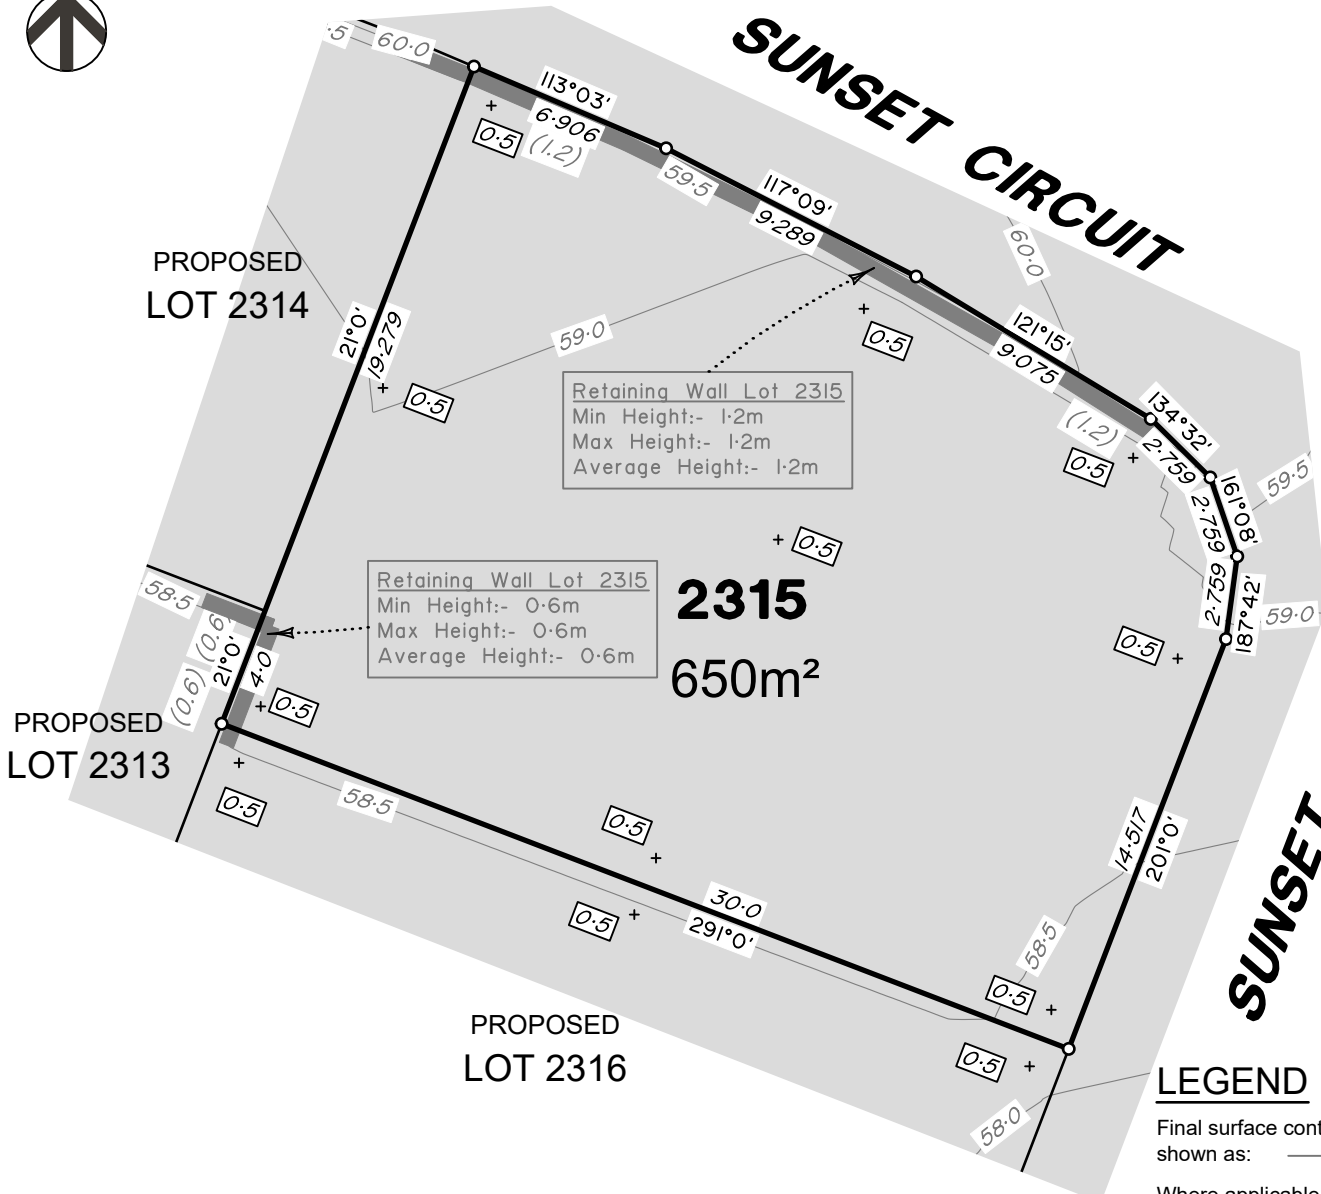 SUNSET CIRCUIT
·5
60·0
113°03'
6·906
(1.2)
0·5
59·5
117°09'
9·289
60·0
PROPOSED
LOT 2314
21°0'
19·279
59·0
0·5
0·5
121°15'
9·075
(1.2)
0·5
134°32'
2·759
161°08'
2·759
59·5
Retaining Wall Lot 2315
Min Height:- 1·2m
Max Height:- 1·2m
Average Height:- 1·2m
0·5
2315
650m²
187°42'
2·759
59·0
0·5
58·5
(0.6)
Retaining Wall Lot 2315
Min Height:- 0·6m
Max Height:- 0·6m
Average Height:- 0·6m
21°0'
4·0
(0.6)
0·5
PROPOSED
LOT 2313
0·5
58·5
0·5
0·5
30·0
291°0'
14·517
201°0'
58·5
0·5
0·5
58·0
SUNSET
PROPOSED
LOT 2316
LEGEND
Final surface cont
shown as:
Where applicable